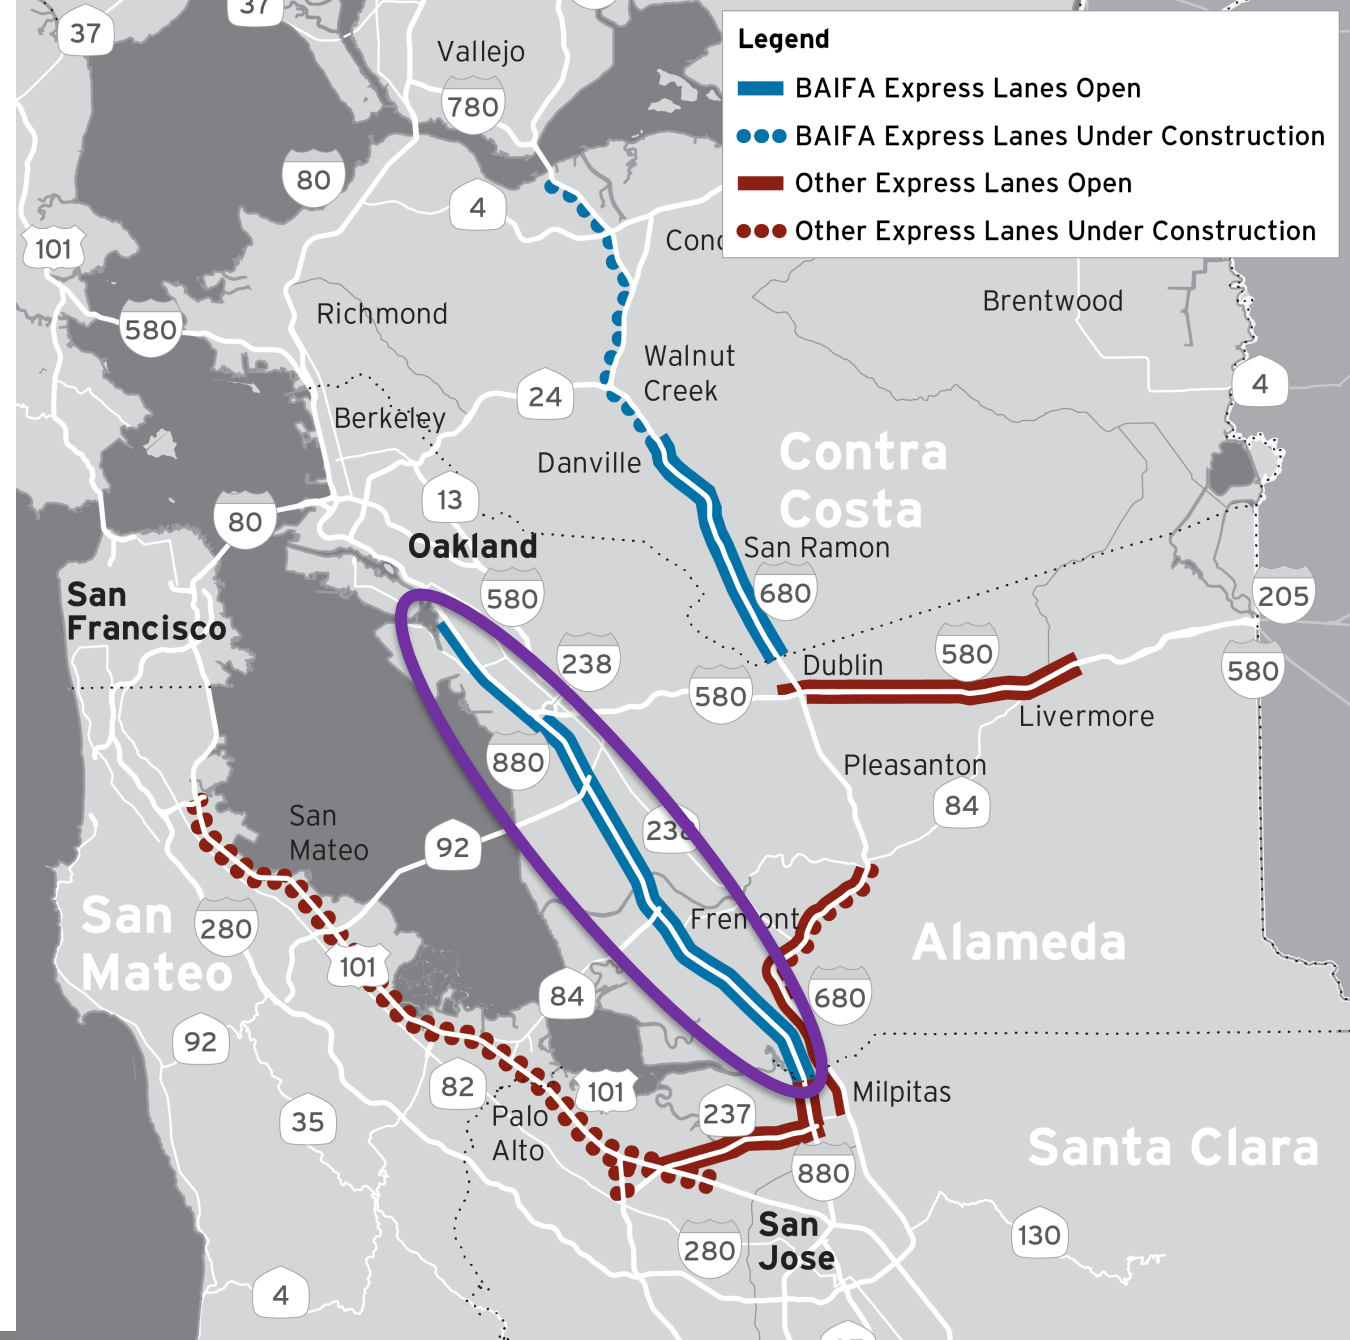 37
37
Vallejo
780
Legend
BAIFA Express Lanes Open
BAIFA Express Lanes Under Construction
Other Express Lanes Open
Other Express Lanes Under Construction
80
4
101
Brentwood
Richmond
580
Walnut
Creek
24
4
Berkeley
Contra
Costa
Danville
13
80
Oakland
San Ramon
680
580
205
San
Francisco
238
Dublin
580
580
580
Livermore
880
Pleasanton
84
San
Mateo
238
92
San
Mateo
280
Fremont
Alameda
101
84
680
92
82
101
Milpitas
35
Palo
Alto
237
Santa Clara
880
San
Jose
280
130
4